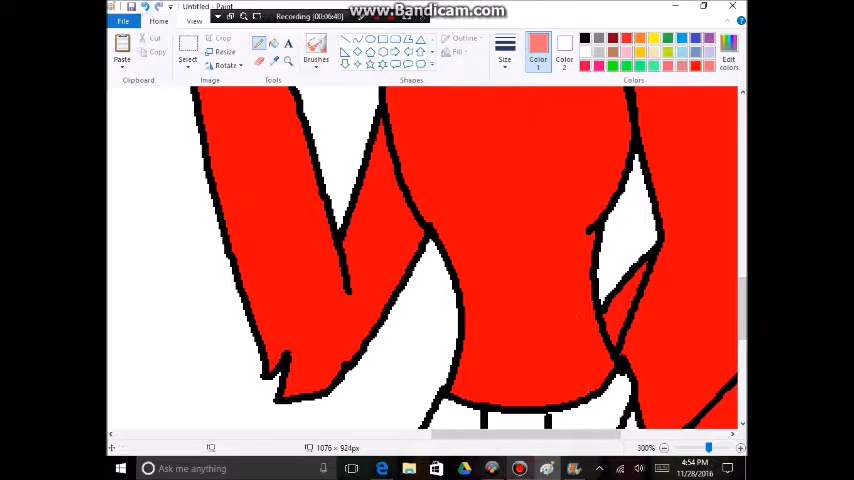 www.Bandicam.com
Untitled - Paint
Recording [00:06:40]
File
Home
View
Cut
Copy
Paste
Clipboard
Crop
Resize
Rotate
Select
Image
A
Tools
Brushes
Outline
Fill
Shapes
Size
Color
1
Color
2
Edit
colors
Colors
1076 × 924px
300%
Ask me anything
4:54 PM
11/28/2016